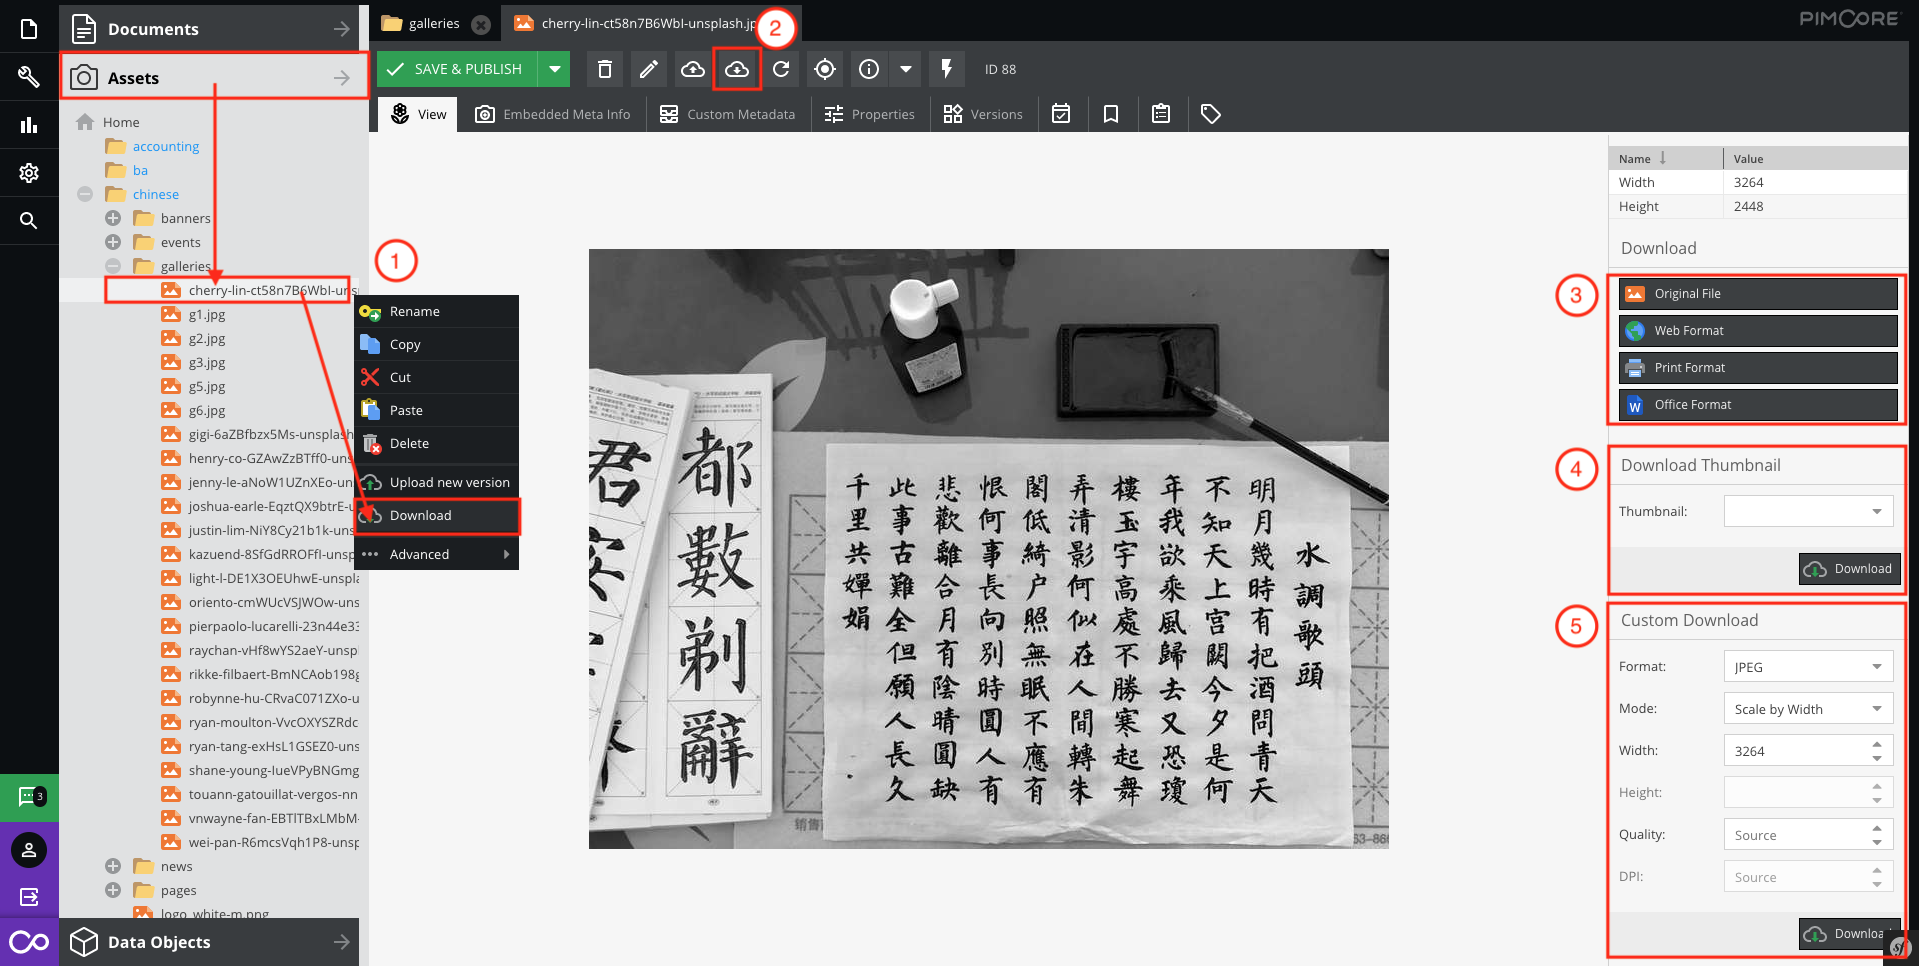 Documents
Assets
Home
accounting
ba
chinese
banners
events
galleries
cherry-lin-ct58n7B6WbI-uns
g1.jpg
g2.jpg
g3.jpg
g5.jpg
g6.jpg
gigi-6aZBfbzx5Ms-unsplash
henry-co-GZAwZzBTff0-uns
jenny-le-aNoW1UZnXEo-un
joshua-earle-EqztQX9btrE-u
justin-lim-NiY8Cy21b1k-uns
kazuend-8SfGdRROFfI-unsp
light-l-DE1X3OEUhwE-unspla
oriento-cmWUcVSJWOw-uns
pierpaolo-lucarelli-23n44e33
raychan-vHf8wYS2aeY-unsp
rikke-filbaert-BmNCAob198g
robynne-hu-CRvaC071ZXo-u
ryan-moulton-VvcOXYSZRdc
ryan-tang-exHsL1GSEZ0-uns
shane-young-IueVPyBNGmg
touann-gatouillat-vergos-nn
vnwayne-fan-EBTlTBxLMbM-
wei-pan-R6mcsVqh1P8-unsp
news
pages
logo_white-m.png
Data Objects
3
galleries
cherry-lin-ct58n7B6WbI-unsplash.jp
PIMCORE
SAVE & PUBLISH
ID 88
View
Embedded Meta Info
Custom Metadata
Properties
Versions
1
2
3
4
5
Rename
Copy
Cut
Paste
Delete
Upload new version
Download
Advanced
水調歌頭
明月幾時有把酒問青天
不知天上宫闕今夕是何
年我欲乘風歸去又恐瓊
樓玉宇高處不勝寒起舞
弄清影何似在人間轉朱
閣低綺户照無眠不應有
恨何事長向別時圓人有
悲歡離合月有陰晴圓缺
此事古難全但願人長久
千里共嬋娟
都數剃辭
君
Name Value
Width 3264
Height 2448
Download
Original File
Web Format
Print Format
Office Format
Download Thumbnail
Thumbnail:
Download
Custom Download
Format: JPEG
Mode: Scale by Width
Width: 3264
Height:
Quality: Source
DPI: Source
Downloa
sf